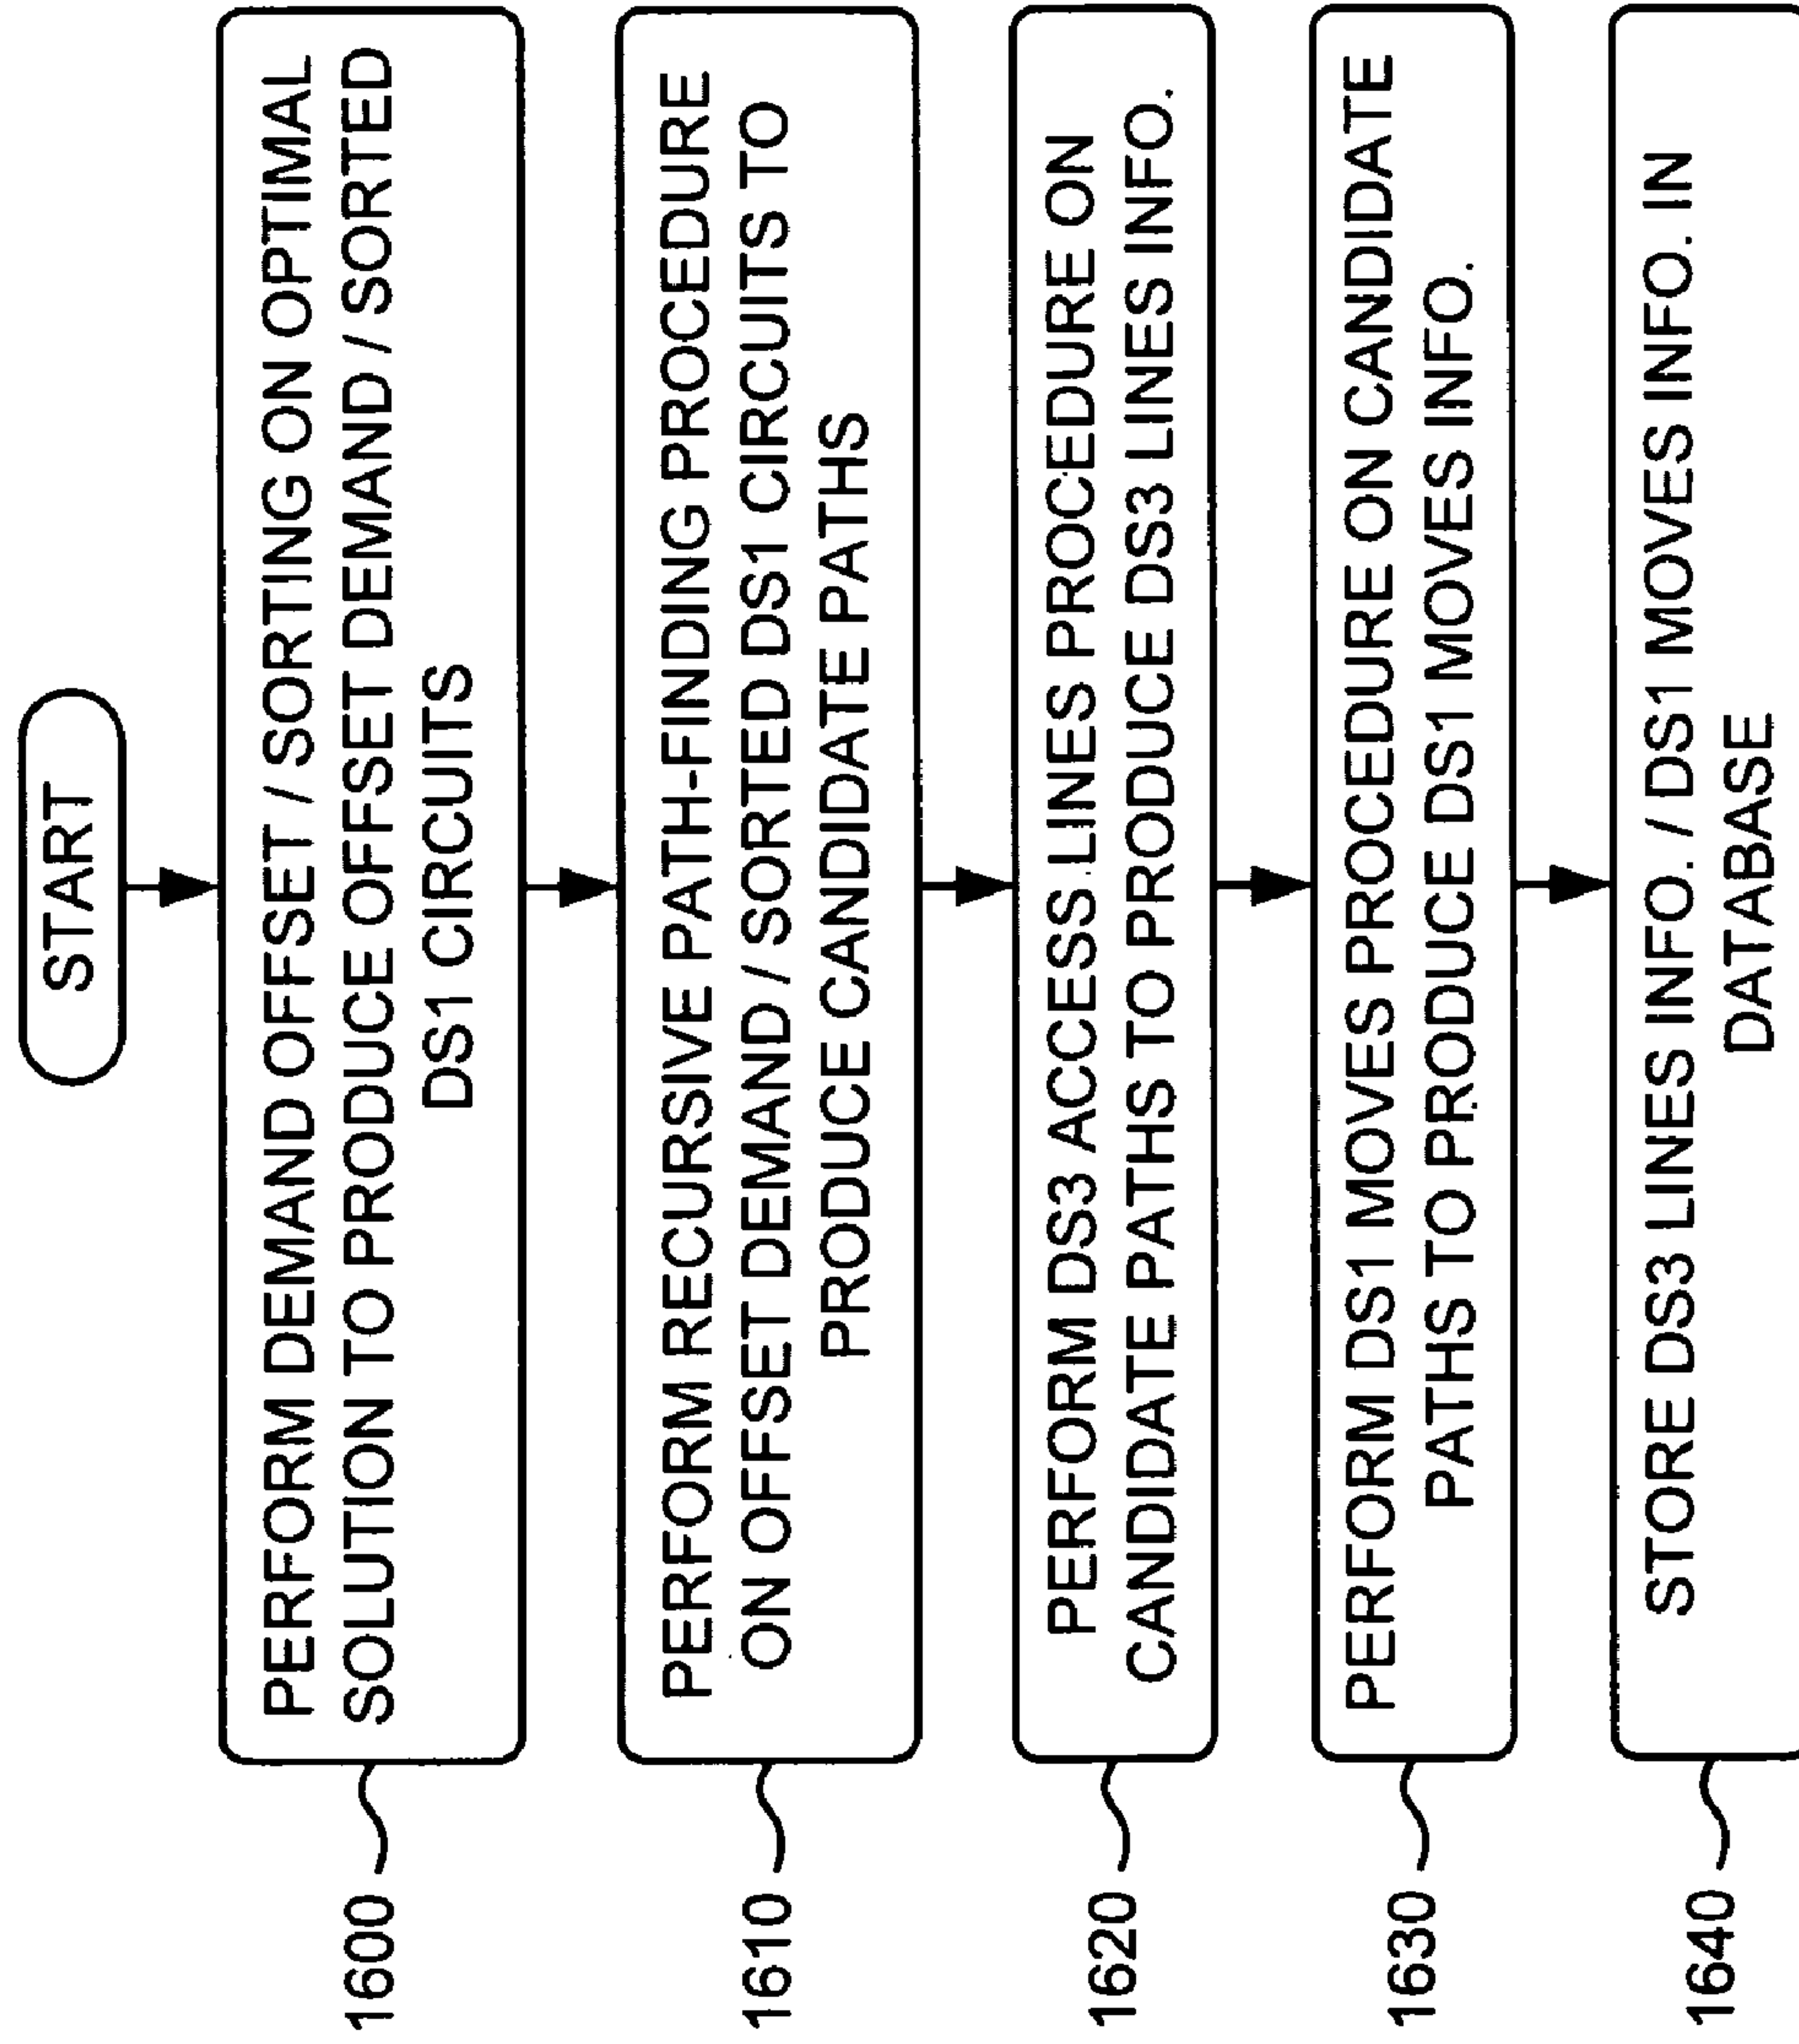 START
1600
PERFORM DEMAND OFFSET / SORTING ON OPTIMAL
SOLUTION TO PRODUCE OFFSET DEMAND / SORTED
DS1 CIRCUITS
1610
PERFORM RECURSIVE PATH-FINDING PROCEDURE
ON OFFSET DEMAND / SORTED DS1 CIRCUITS TO
PRODUCE CANDIDATE PATHS
1620
PERFORM DS3 ACCESS LINES PROCEDURE ON
CANDIDATE PATHS TO PRODUCE DS3 LINES INFO.
1630
PERFORM DS1 MOVES PROCEDURE ON CANDIDATE
PATHS TO PRODUCE DS1 MOVES INFO.
1640
STORE DS3 LINES INFO. / DS1 MOVES INFO. IN
DATABASE